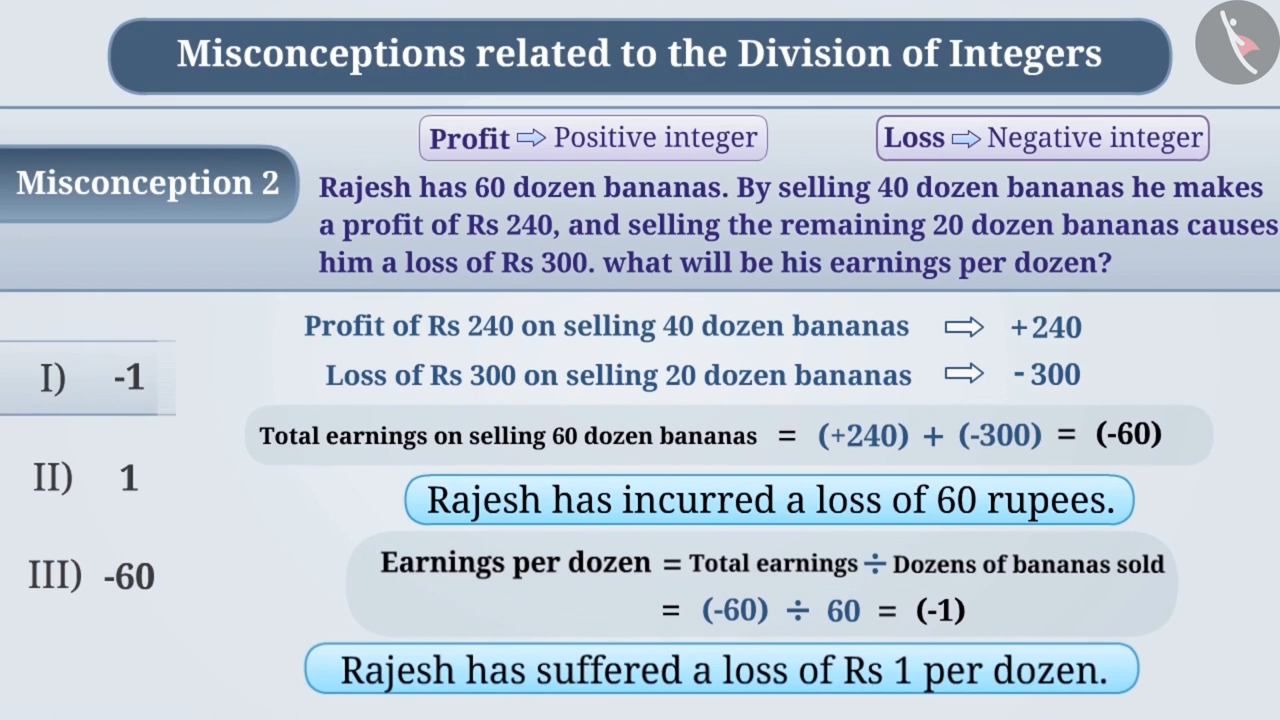 Misconceptions related to the Division of Integers
Profit ⇨ Positive integer
Loss ⇨ Negative integer
Misconception 2
Rajesh has 60 dozen bananas. By selling 40 dozen bananas he makes
a profit of Rs 240, and selling the remaining 20 dozen bananas causes
him a loss of Rs 300. what will be his earnings per dozen?
Profit of Rs 240 on selling 40 dozen bananas ⇨ +240
Loss of Rs 300 on selling 20 dozen bananas ⇨ - 300
Total earnings on selling 60 dozen bananas = (+240) + (-300) = (-60)
Rajesh has incurred a loss of 60 rupees.
Earnings per dozen = Total earnings ÷ Dozens of bananas sold
= (-60) ÷ 60 = (-1)
Rajesh has suffered a loss of Rs 1 per dozen.
I) -1
II) 1
III) -60